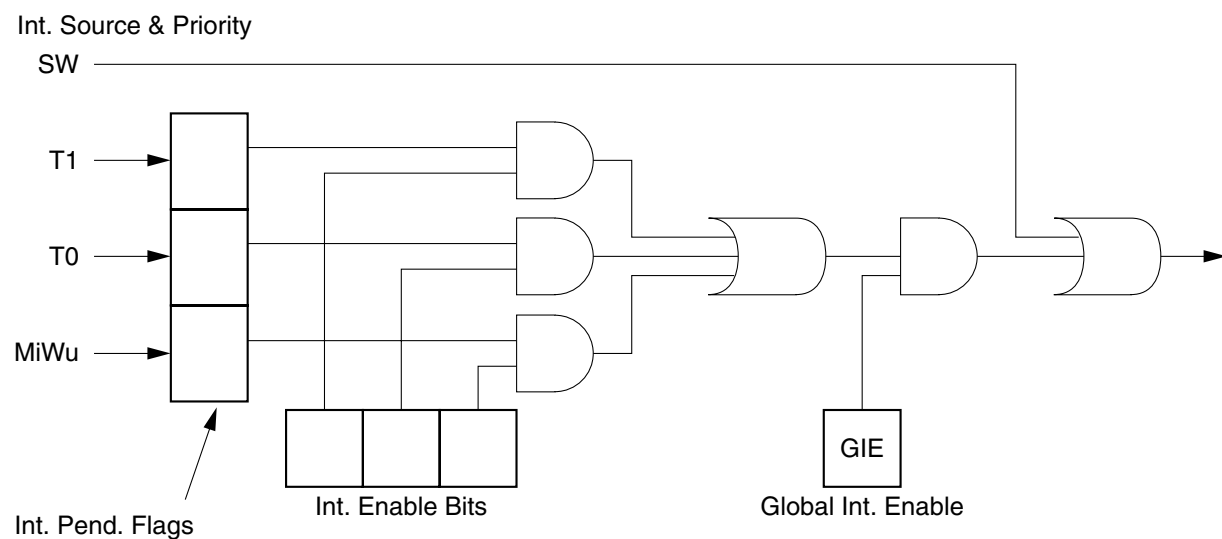 Int. Source & Priority
SW
T1
T0
MiWu
GIE
Int. Enable Bits
Global Int. Enable
Int. Pend. Flags